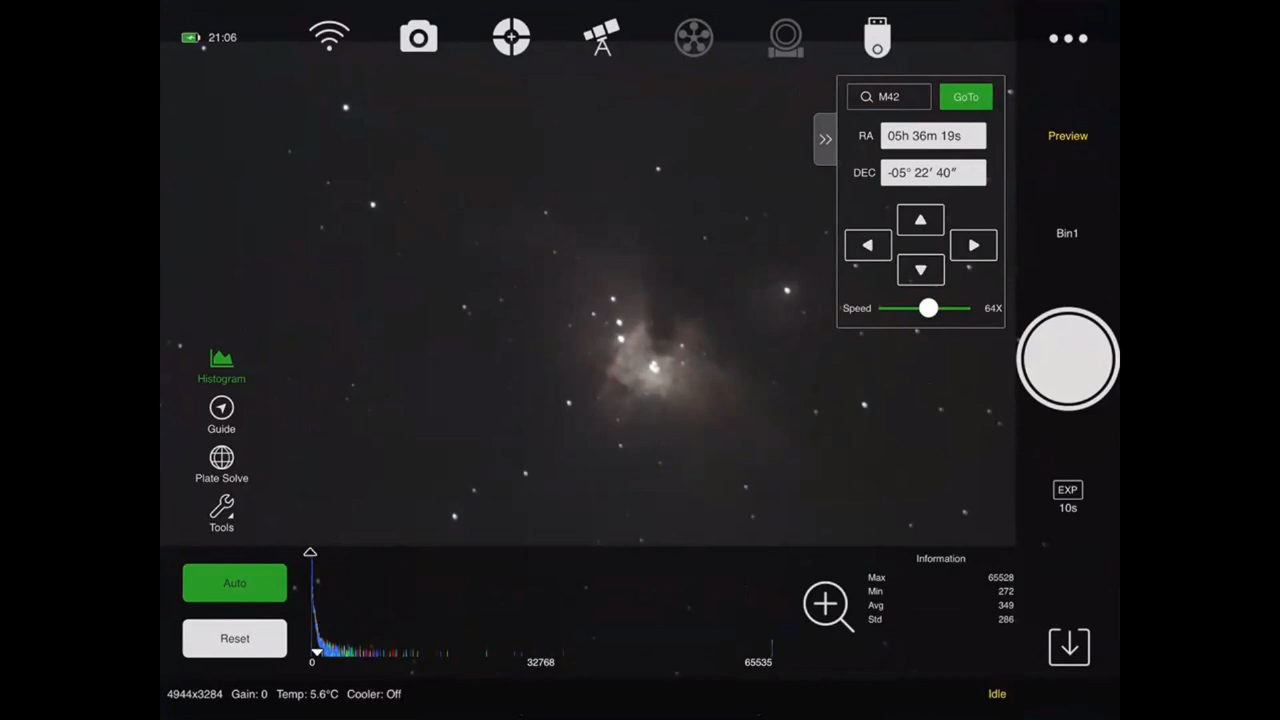 21:06
M42 GoTo
RA 05h 36m 19s
DEC -05° 22′ 40″
Speed 64X
Preview
Bin1
EXP
10s
Histogram
Guide
Plate Solve
Tools
Auto
Reset
0 32768 65535
Information
Max 65528
Min 272
Avg 349
Std 286
4944x3284 Gain: 0 Temp: 5.6°C Cooler: Off
Idle